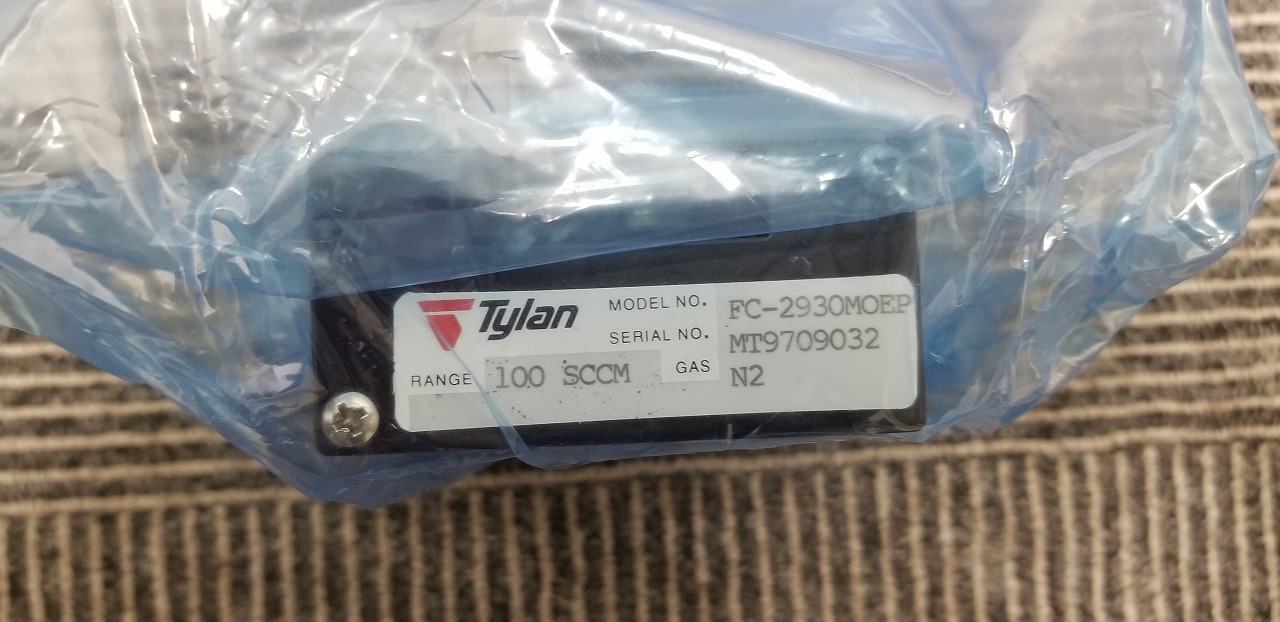 Tylan
MODEL NO. FC-2930MOEP
SERIAL NO. MT9709032
RANGE 100 SCCM GAS N2